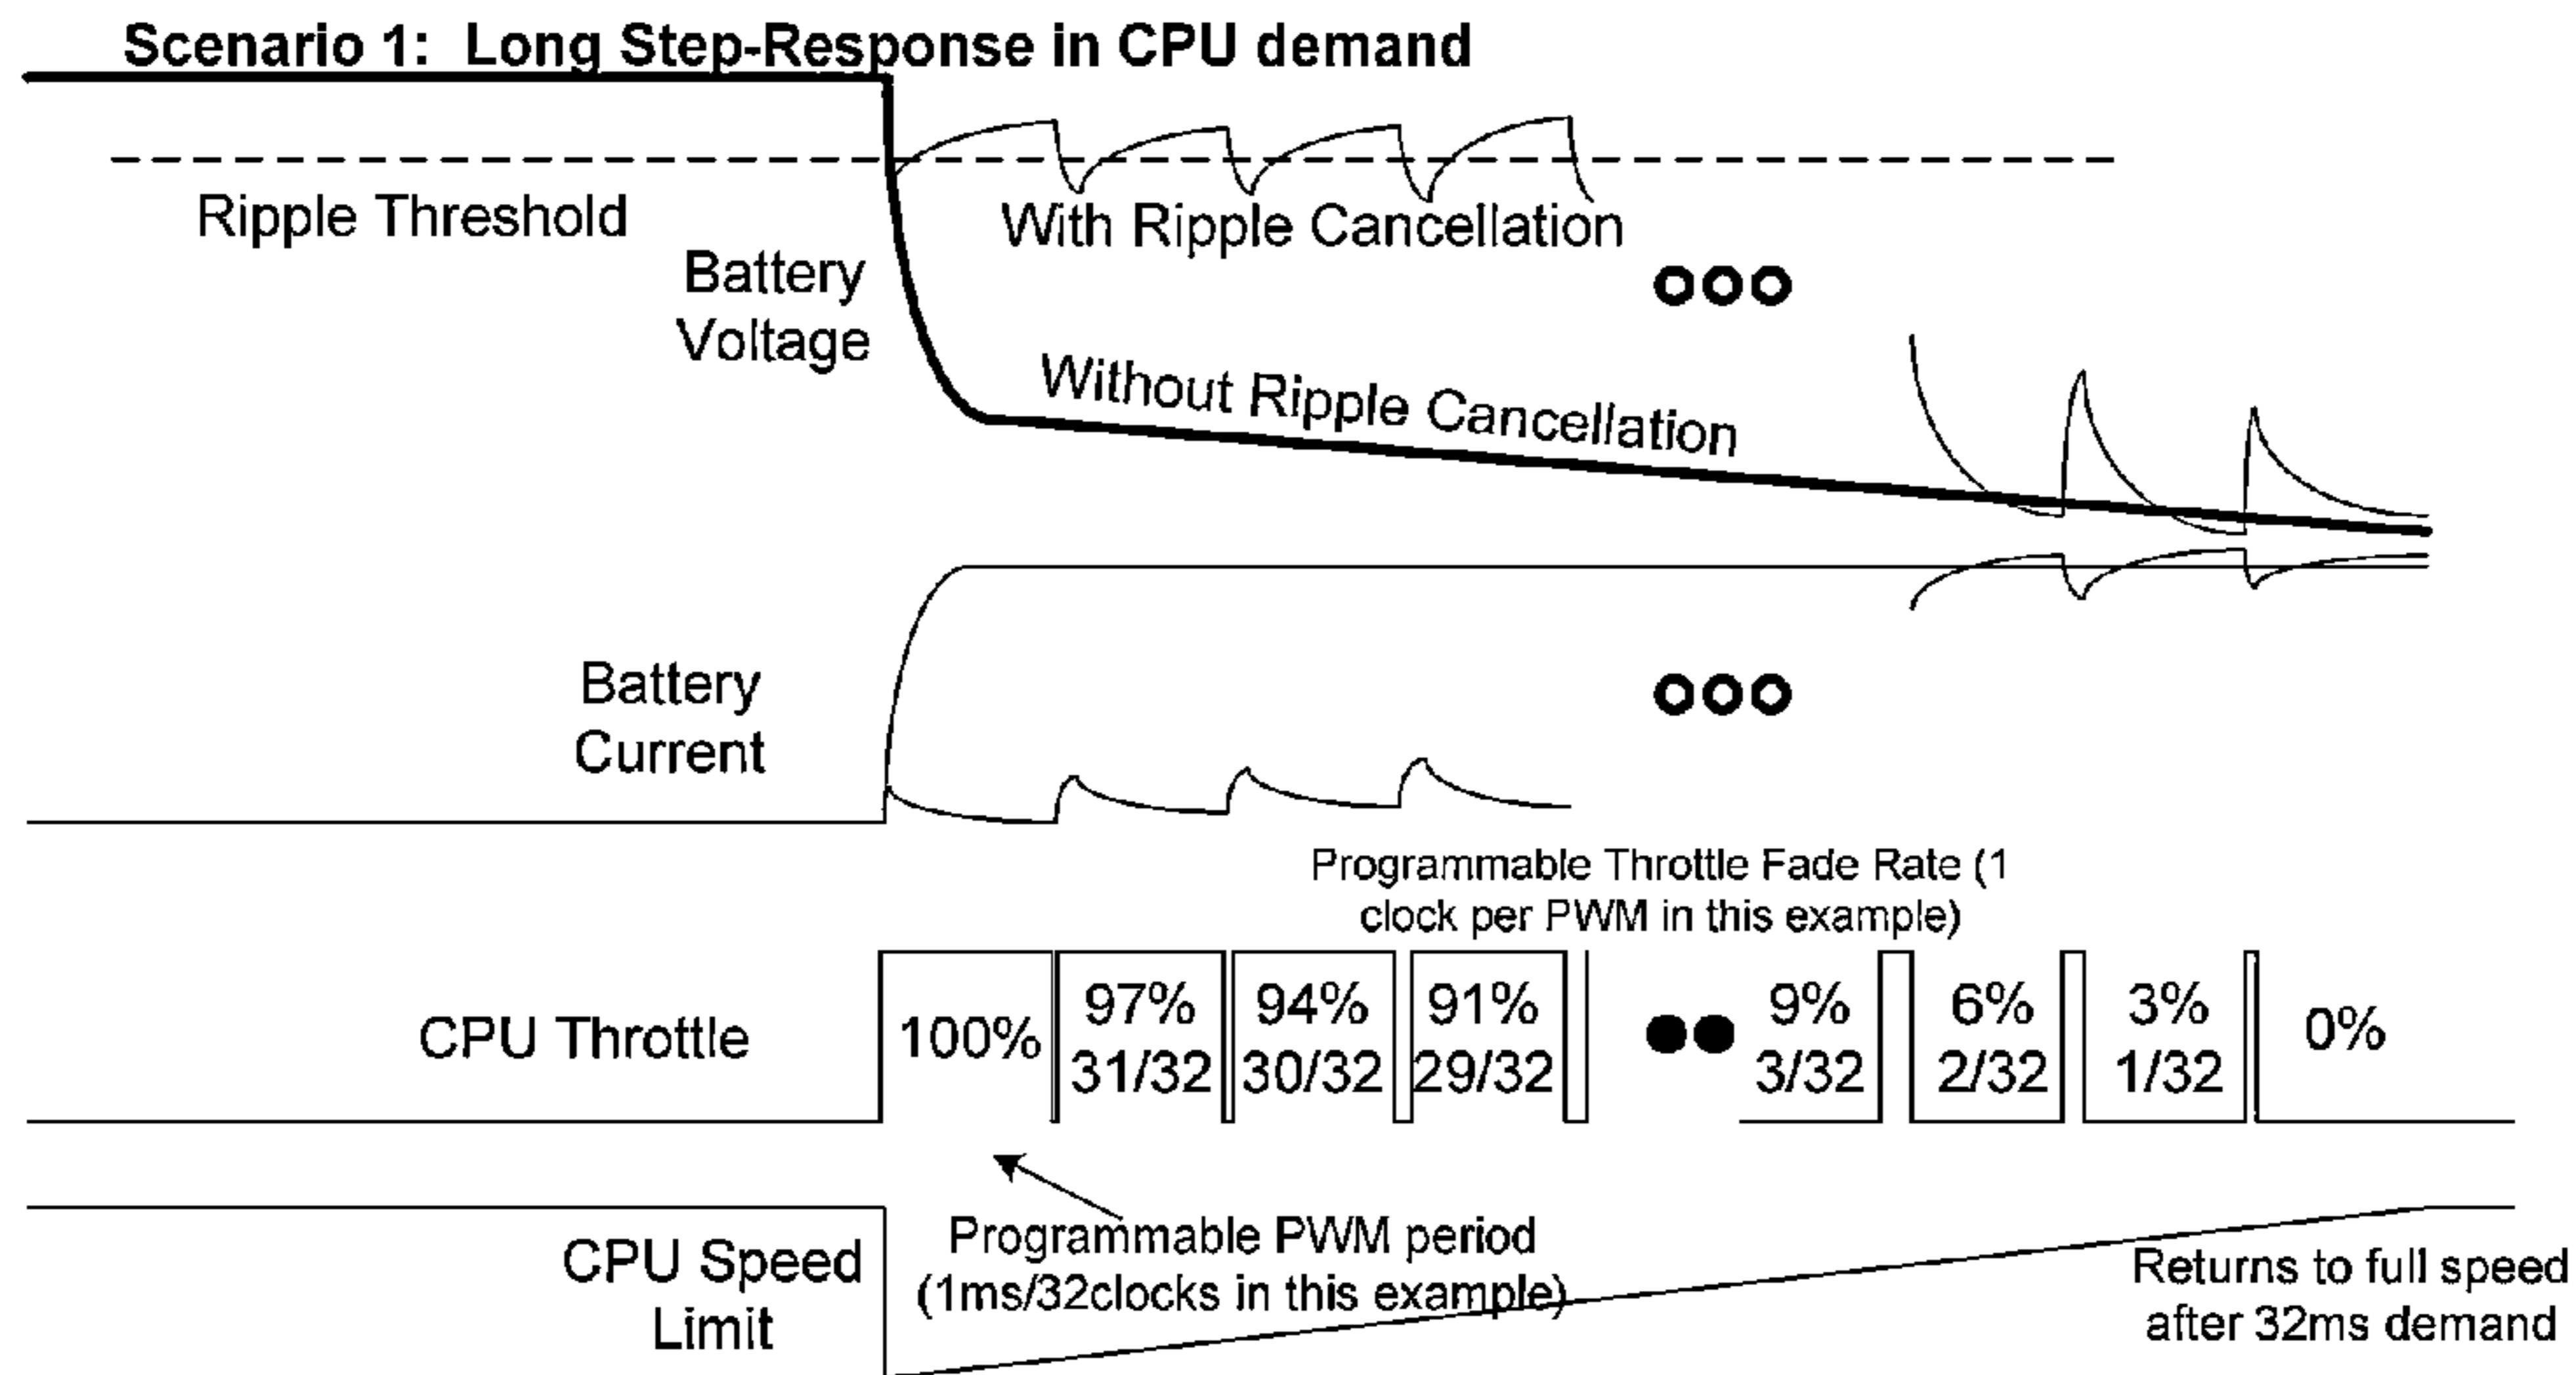 Scenario 1: Long Step-Response in CPU demand
Ripple Threshold
With Ripple Cancellation
Battery
Voltage
Without Ripple Cancellation
Battery
Current
Programmable Throttle Fade Rate (1
clock per PWM in this example)
CPU Throttle
100%
97%
31/32
94%
30/32
91%
29/32
9%
3/32
6%
2/32
3%
1/32
0%
CPU Speed
Limit
Programmable PWM period
(1ms/32clocks in this example)
Returns to full speed
after 32ms demand